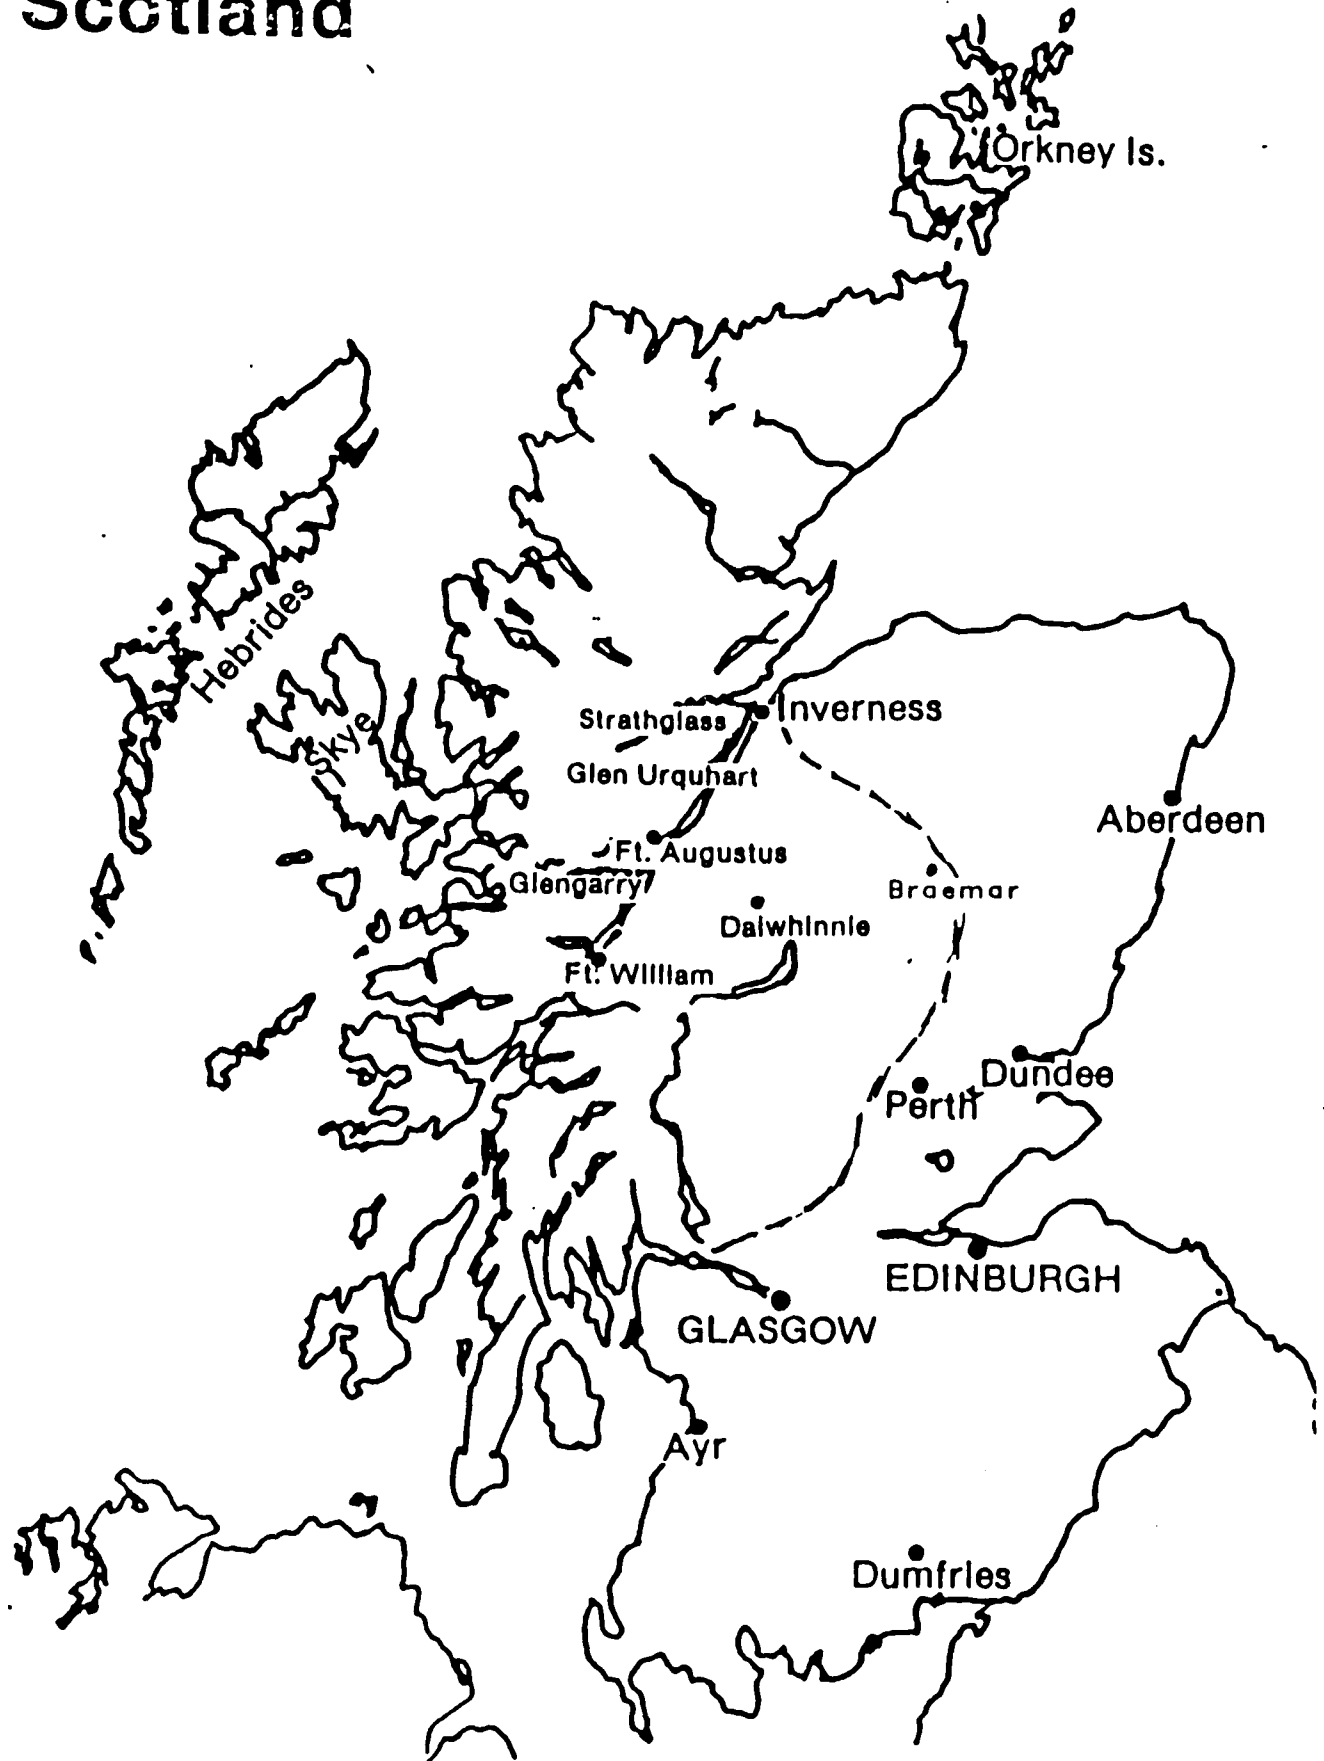 Scotland
Orkney Is.
Hebrides
Skye
Strathglass
Inverness
Glen Urquhart
Aberdeen
Ft. Augustus
Glengarry
Braemar
Dalwhinnie
Ft. William
Dundee
Perth
EDINBURGH
GLASGOW
Ayr
Dumfries